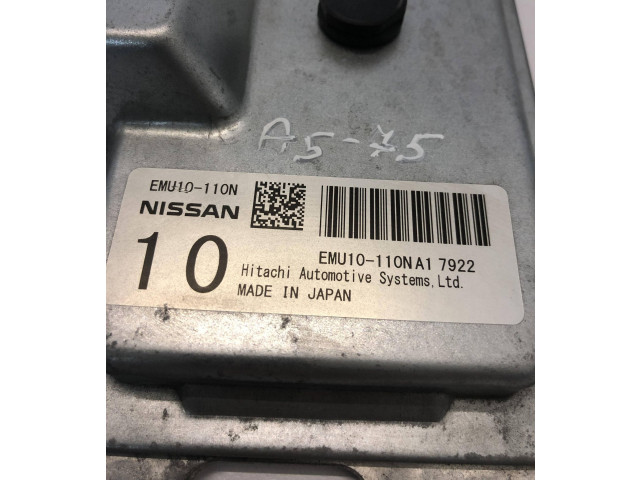 A5-75
EMU10-110N
NISSAN
10
EMU10-110NA1 7922
Hitachi Automotive Systems,Ltd.
MADE IN JAPAN